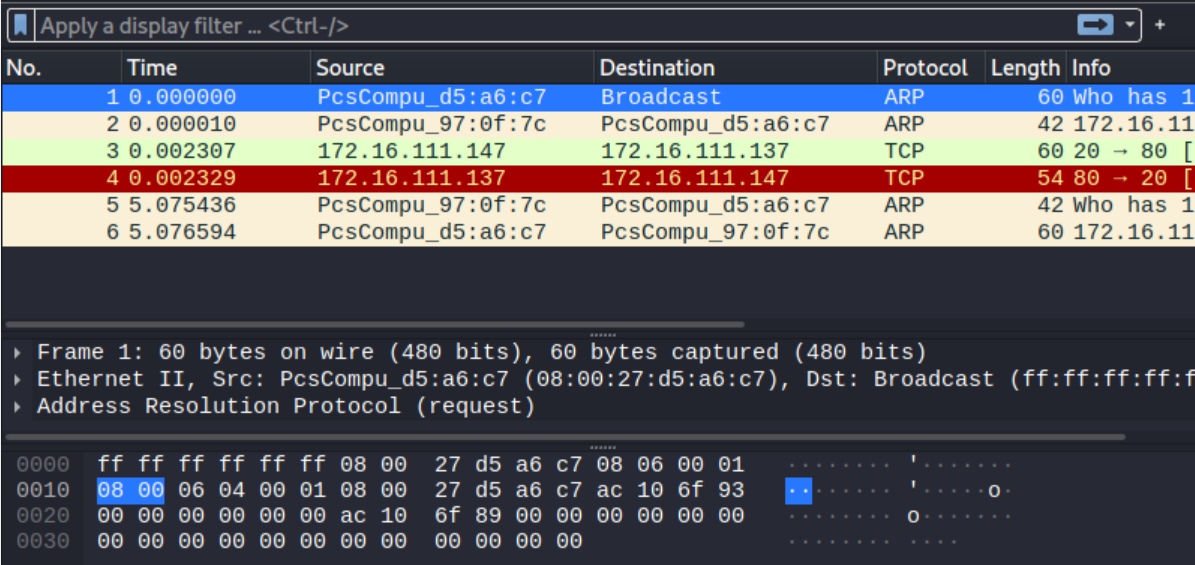 Apply a display filter ... <Ctrl-/> +
No. Time Source Destination Protocol Length Info
1 0.000000 PcsCompu_d5:a6:c7 Broadcast ARP 60 Who has 1
2 0.000010 PcsCompu_97:0f:7c PcsCompu_d5:a6:c7 ARP 42 172.16.11
3 0.002307 172.16.111.147 172.16.111.137 TCP 60 20 → 80 [
4 0.002329 172.16.111.137 172.16.111.147 TCP 54 80 → 20 [
5 5.075436 PcsCompu_97:0f:7c PcsCompu_d5:a6:c7 ARP 42 Who has 1
6 5.076594 PcsCompu_d5:a6:c7 PcsCompu_97:0f:7c ARP 60 172.16.11
Frame 1: 60 bytes on wire (480 bits), 60 bytes captured (480 bits)
Ethernet II, Src: PcsCompu_d5:a6:c7 (08:00:27:d5:a6:c7), Dst: Broadcast (ff:ff:ff:ff:f
Address Resolution Protocol (request)
0000 ff ff ff ff ff ff 08 00 27 d5 a6 c7 08 06 00 01 ········ '·······
0010 08 00 06 04 00 01 08 00 27 d5 a6 c7 ac 10 6f 93 ········ '·····o·
0020 00 00 00 00 00 00 ac 10 6f 89 00 00 00 00 00 00 ········ o·······
0030 00 00 00 00 00 00 00 00 00 00 00 00 ········ ····